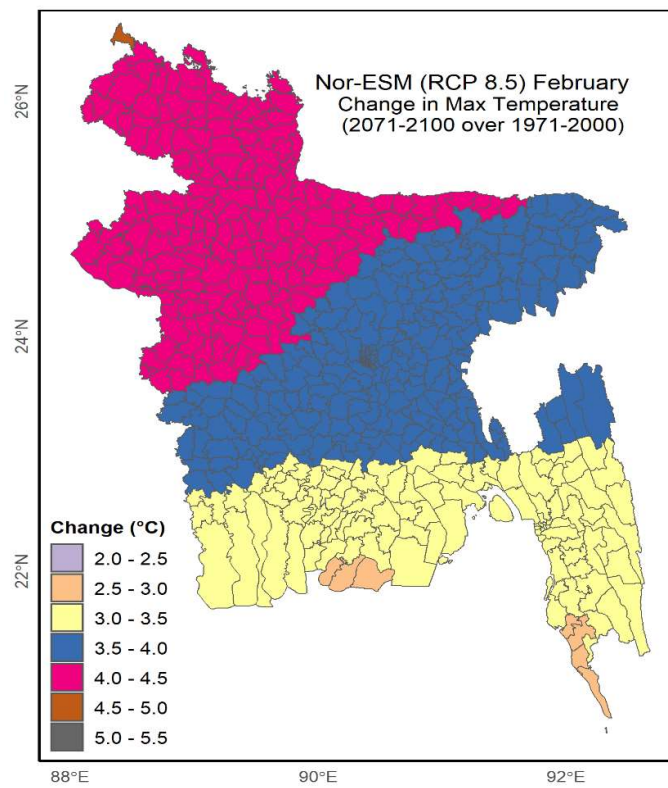 Nor-ESM (RCP 8.5) February
Change in Max Temperature
(2071-2100 over 1971-2000)
26°N
24°N
22°N
Change (°C)
2.0 - 2.5
2.5 - 3.0
3.0 - 3.5
3.5 - 4.0
4.0 - 4.5
4.5 - 5.0
5.0 - 5.5
88°E
90°E
92°E